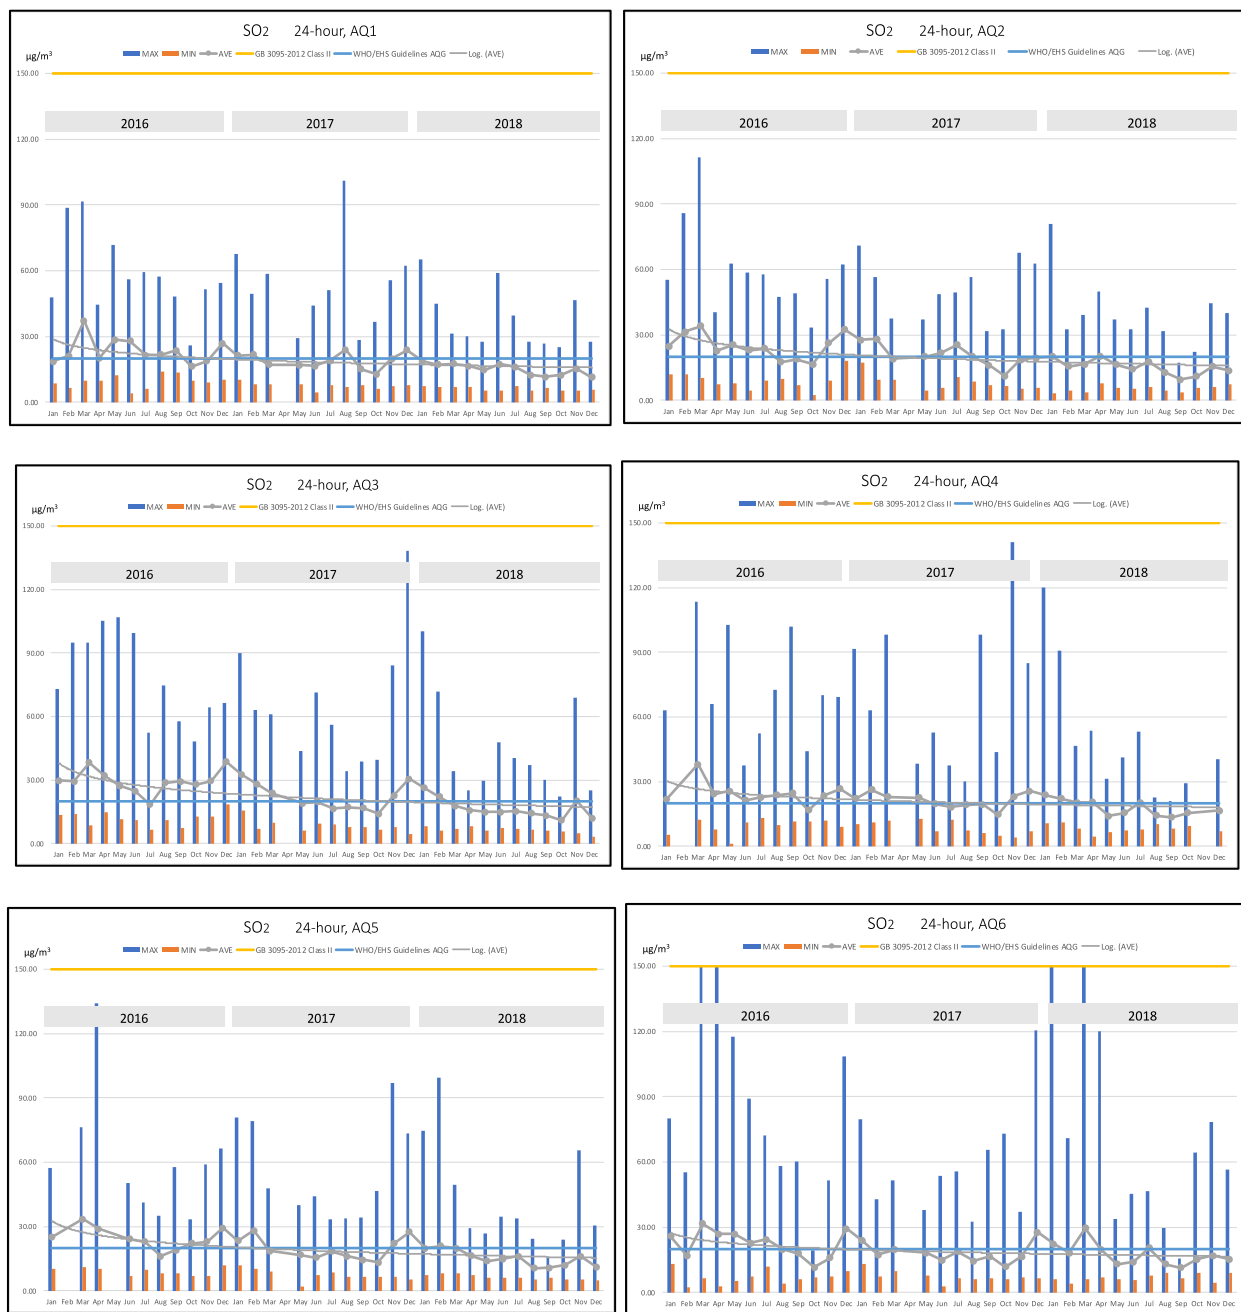 SO2 24-hour, AQ1
MAX MIN AVE GB 3095-2012 Class II WHO/EHS Guidelines AQG Log. (AVE)
µg/m³
150.00
2016 2017 2018
120.00
90.00
60.00
30.00
0.00
Jan Feb Mar Apr May Jun Jul Aug Sep Oct Nov Dec Jan Feb Mar Apr May Jun Jul Aug Sep Oct Nov Dec Jan Feb Mar Apr May Jun Jul Aug Sep Oct Nov Dec
SO2 24-hour, AQ2
MAX MIN AVE GB 3095-2012 Class II WHO/EHS Guidelines AQG Log. (AVE)
µg/m³
150.00
120.00
2016 2017 2018
90.00
60.00
30.00
0.00
Jan Feb Mar Apr May Jun Jul Aug Sep Oct Nov Dec Jan Feb Mar Apr May Jun Jul Aug Sep Oct Nov Dec Jan Feb Mar Apr May Jun Jul Aug Sep Oct Nov Dec
SO2 24-hour, AQ3
MAX MIN AVE GB 3095-2012 Class II WHO/EHS Guidelines AQG Log. (AVE)
µg/m³
150.00
2016 2017 2018
120.00
90.00
60.00
30.00
0.00
Jan Feb Mar Apr May Jun Jul Aug Sep Oct Nov Dec Jan Feb Mar Apr May Jun Jul Aug Sep Oct Nov Dec Jan Feb Mar Apr May Jun Jul Aug Sep Oct Nov Dec
SO2 24-hour, AQ4
MAX MIN AVE GB 3095-2012 Class II WHO/EHS Guidelines AQG Log. (AVE)
µg/m³
150.00
2016 2017 2018
120.00
90.00
60.00
30.00
0.00
Jan Feb Mar Apr May Jun Jul Aug Sep Oct Nov Dec Jan Feb Mar Apr May Jun Jul Aug Sep Oct Nov Dec Jan Feb Mar Apr May Jun Jul Aug Sep Oct Nov Dec
SO2 24-hour, AQ5
MAX MIN AVE GB 3095-2012 Class II WHO/EHS Guidelines AQG Log. (AVE)
µg/m³
150.00
2016 2017 2018
120.00
90.00
60.00
30.00
0.00
Jan Feb Mar Apr May Jun Jul Aug Sep Oct Nov Dec Jan Feb Mar Apr May Jun Jul Aug Sep Oct Nov Dec Jan Feb Mar Apr May Jun Jul Aug Sep Oct Nov Dec
SO2 24-hour, AQ6
MAX MIN AVE GB 3095-2012 Class II WHO/EHS Guidelines AQG Log. (AVE)
µg/m³
150.00
2016 2017 2018
120.00
90.00
60.00
30.00
0.00
Jan Feb Mar Apr May Jun Jul Aug Sep Oct Nov Dec Jan Feb Mar Apr May Jun Jul Aug Sep Oct Nov Dec Jan Feb Mar Apr May Jun Jul Aug Sep Oct Nov Dec